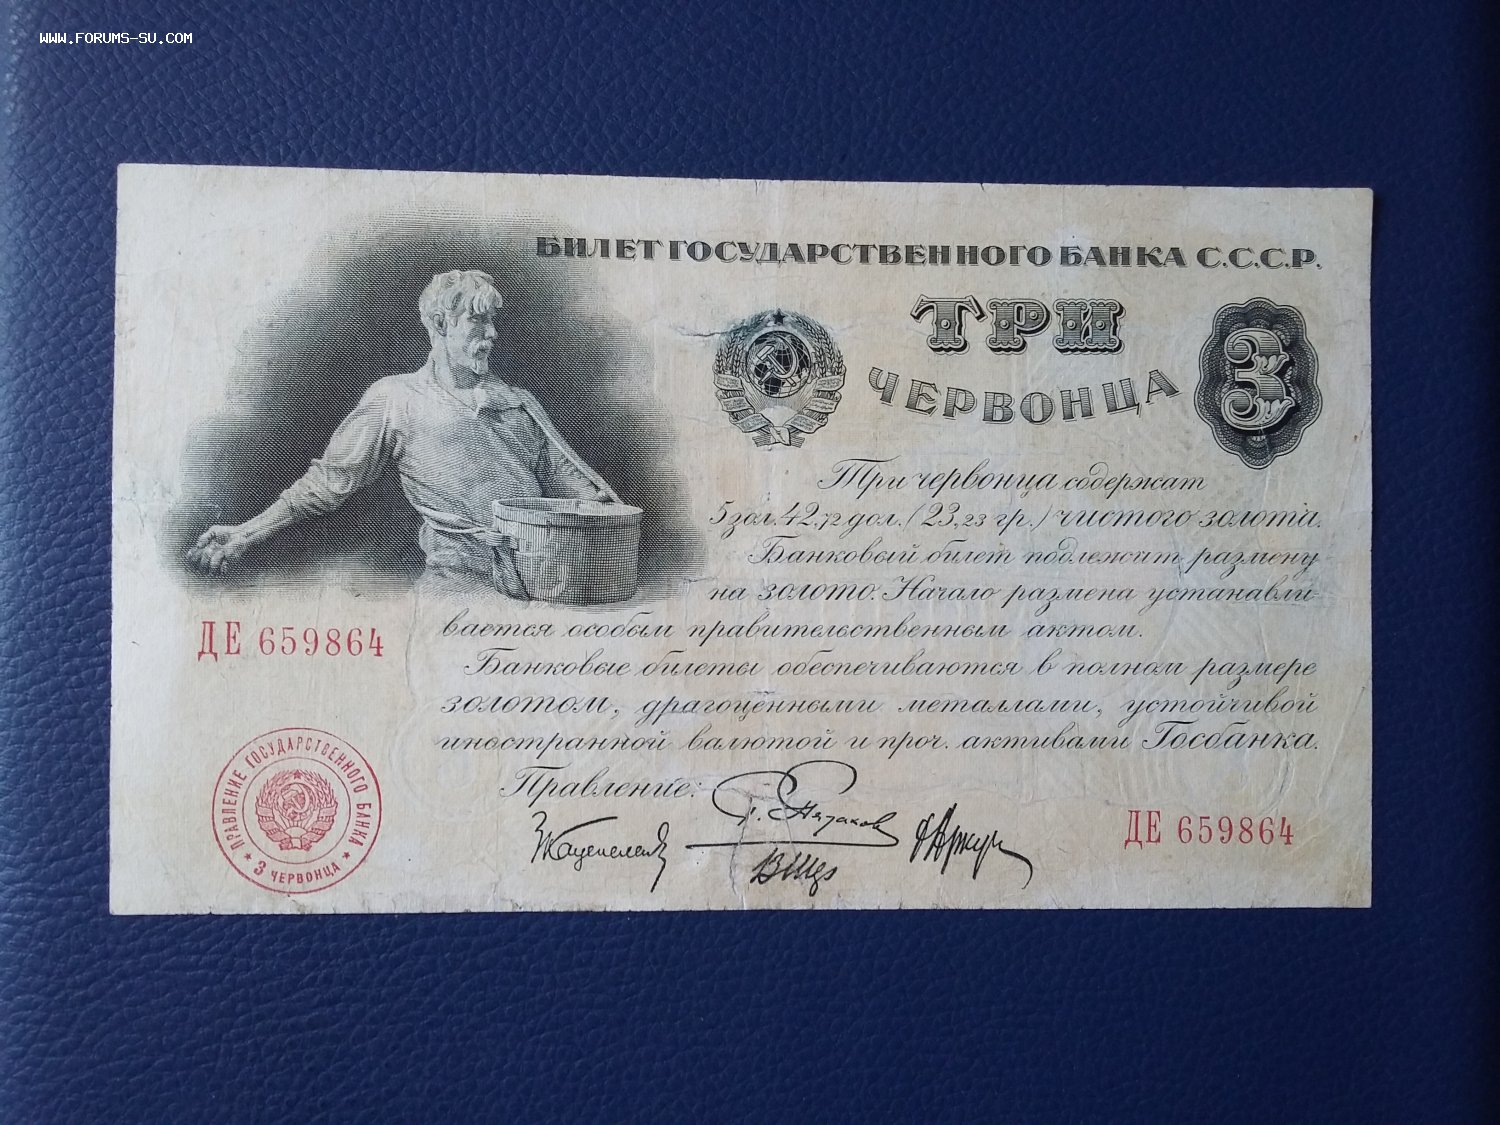 WWW.FORUMS-SU.COM
БИЛЕТ ГОСУДАРСТВЕННОГО БАНКА С.С.С.Р.
ТРИ
ЧЕРВОНЦА
3
Три червонца содержат
5 зол. 42,72 дол. (23,23 гр.) чистого золота.
Банковый билет подлежит размену
на золото. Начало размена устанавли-
вается особым правительственным актом.
Банковые билеты обеспечиваются в полном размере
золотом, драгоценными металлами, устойчивой
иностранной валютой и проч. активами Госбанка.
Правление:
ДЕ 659864
ПРАВЛЕНИЕ ГОСУДАРСТВЕННОГО БАНКА
★ 3 ЧЕРВОНЦА ★
ДЕ 659864